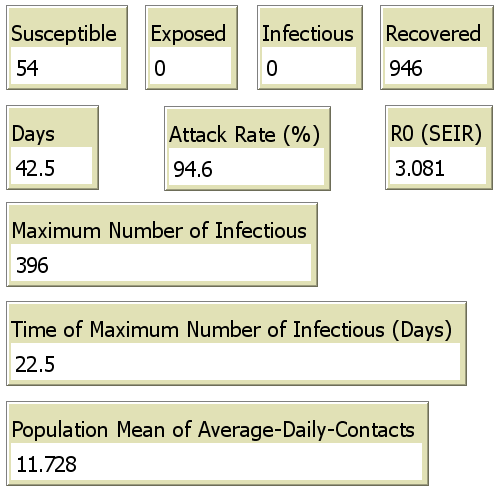 Susceptible Exposed Infectious Recovered
54 0 0 946
Days Attack Rate (%) R0 (SEIR)
42.5 94.6 3.081
Maximum Number of Infectious
396
Time of Maximum Number of Infectious (Days)
22.5
Population Mean of Average-Daily-Contacts
11.728